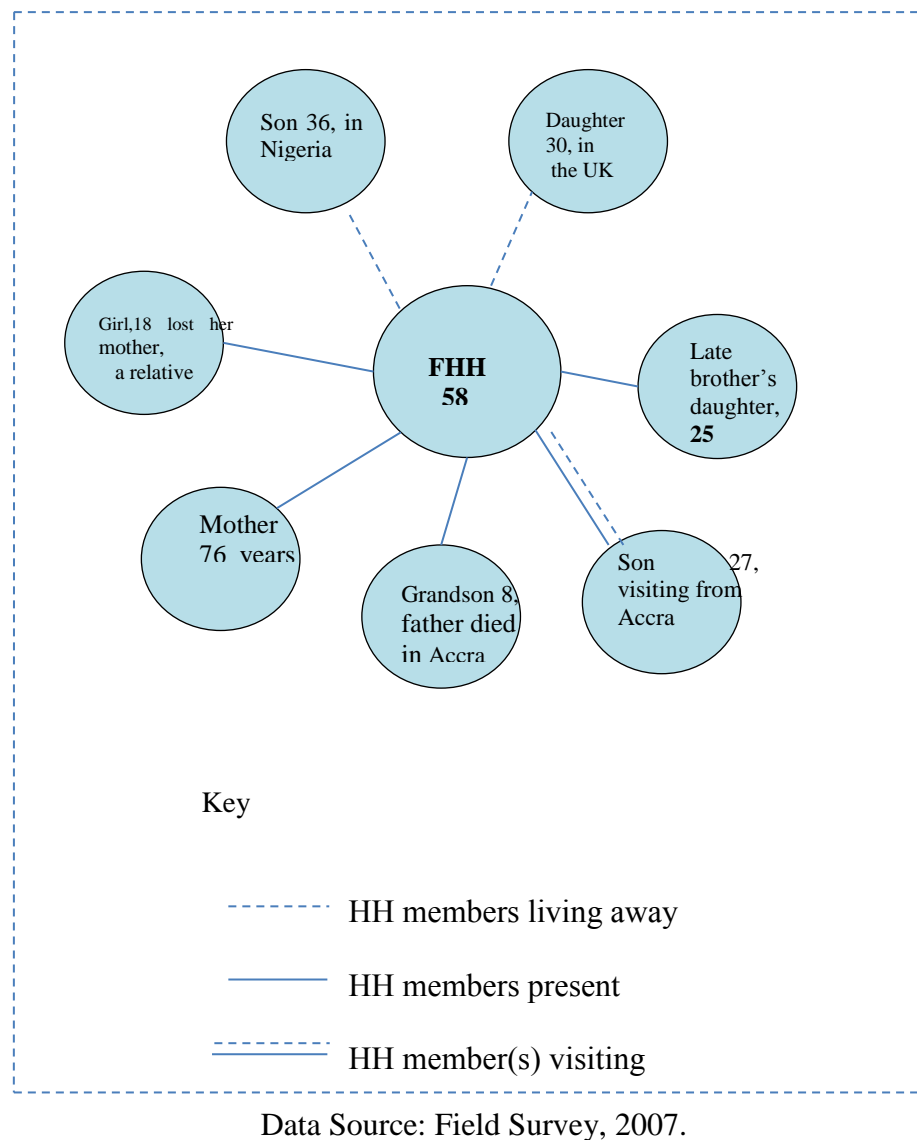 Son 36, in
Nigeria
Daughter
30, in
the UK
Girl,18 lost her
mother,
a relative
FHH
58
Late
brother’s
daughter,
25
Mother
76 years
Grandson 8,
father died
in Accra
Son 27,
visiting from
Accra
Key
HH members living away
HH members present
HH member(s) visiting
Data Source: Field Survey, 2007.